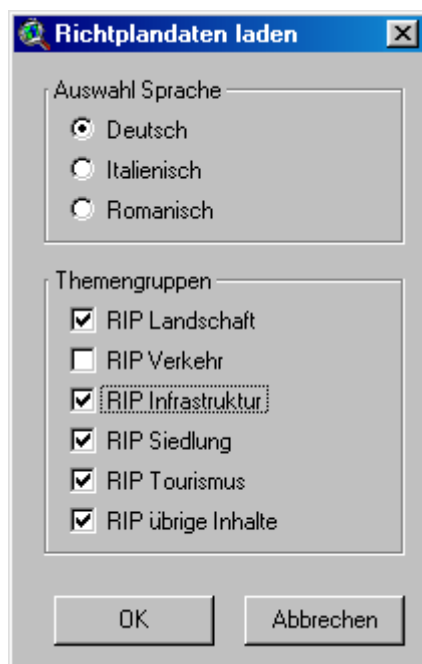 Richtplandaten laden
Auswahl Sprache
Deutsch
Italienisch
Romanisch
Themengruppen
RIP Landschaft
RIP Verkehr
RIP Infrastruktur
RIP Siedlung
RIP Tourismus
RIP übrige Inhalte
OK Abbrechen